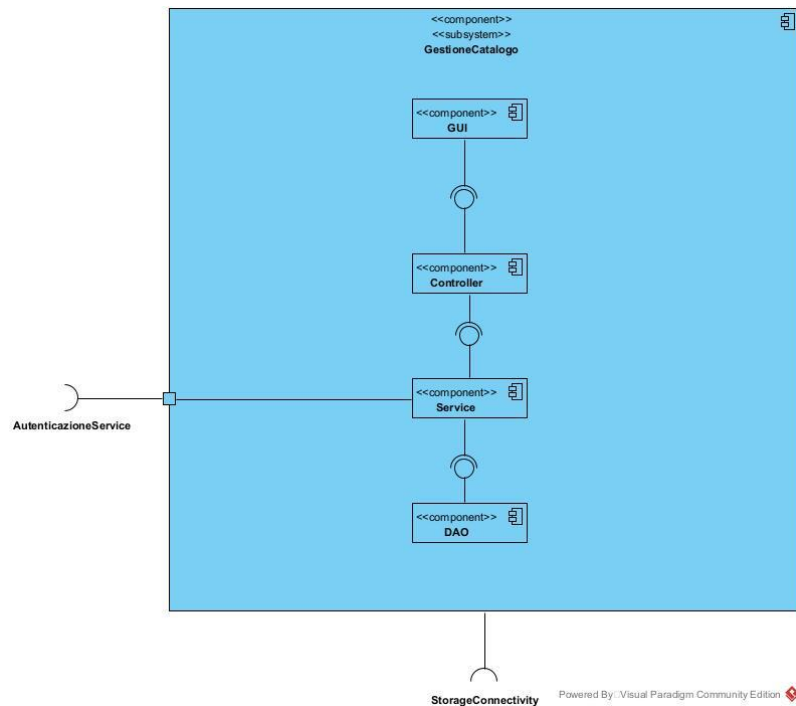 <<component>>
<<subsystem>>
GestioneCatalogo
<<component>>
GUI
<<component>>
Controller
<<component>>
Service
AutenticazioneService
<<component>>
DAO
StorageConnectivity
Powered By Visual Paradigm Community Edition